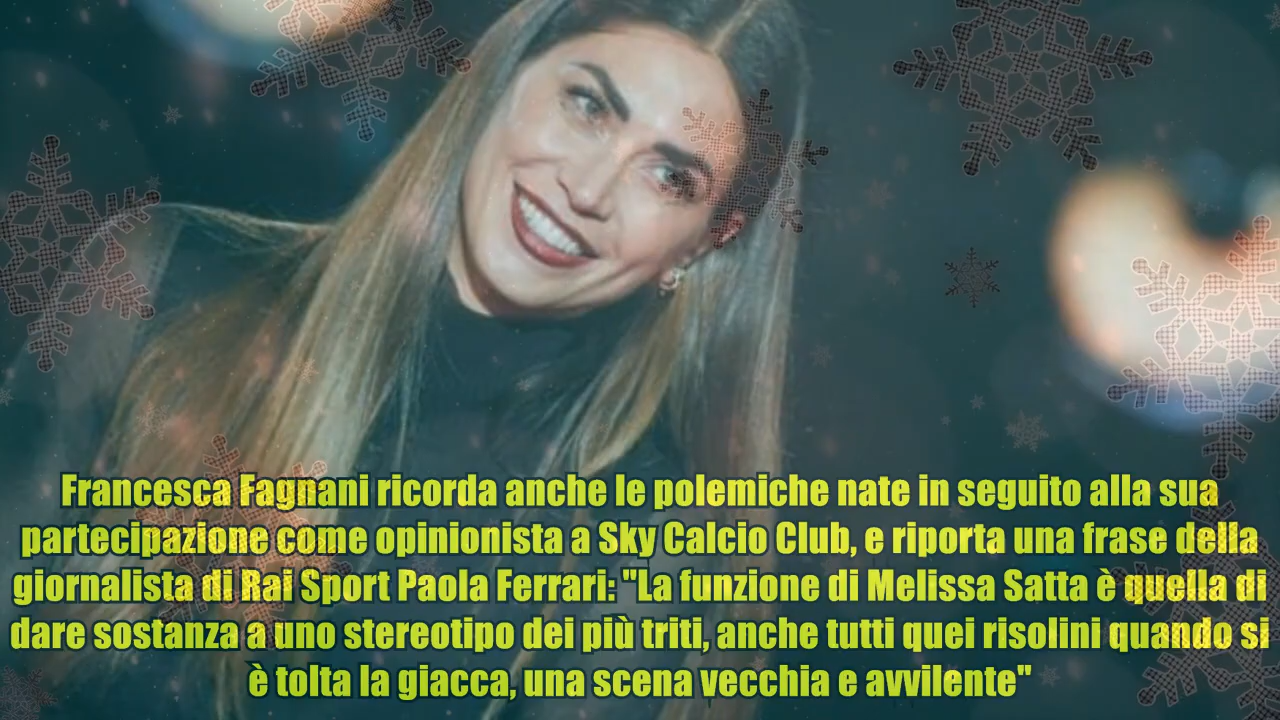 Francesca Fagnani ricorda anche le polemiche nate in seguito alla sua
partecipazione come opinionista a Sky Calcio Club, e riporta una frase della
giornalista di Rai Sport Paola Ferrari: "La funzione di Melissa Satta è quella di
dare sostanza a uno stereotipo dei più triti, anche tutti quei risolini quando si
è tolta la giacca, una scena vecchia e avvilente"